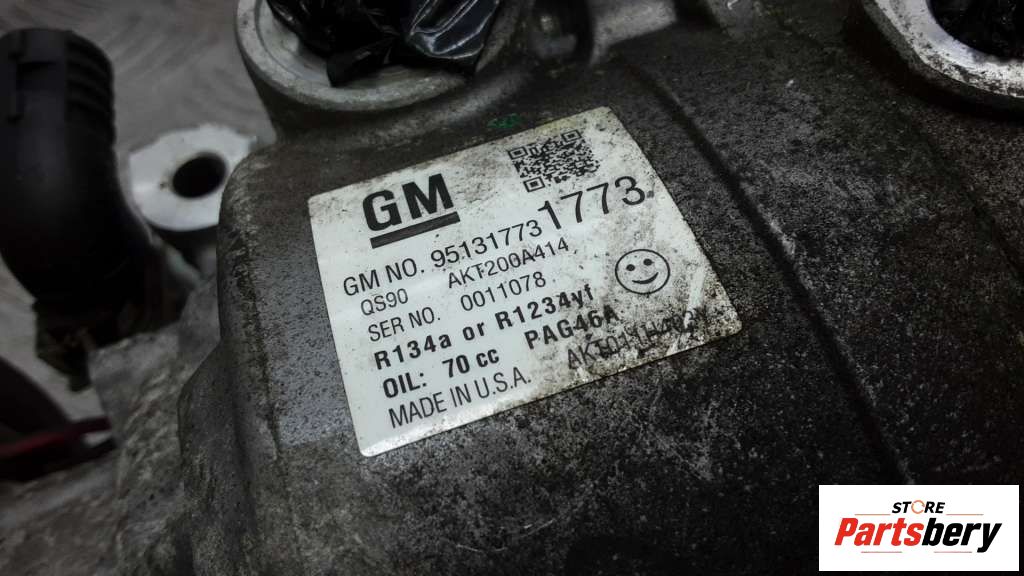 GM
1773
GM NO. 95131773
QS90 AKT200A414
SER NO. 0011078
R134a or R1234yf
OIL: 70 cc PAG46A
MADE IN U.S.A.
STORE
Partsbery